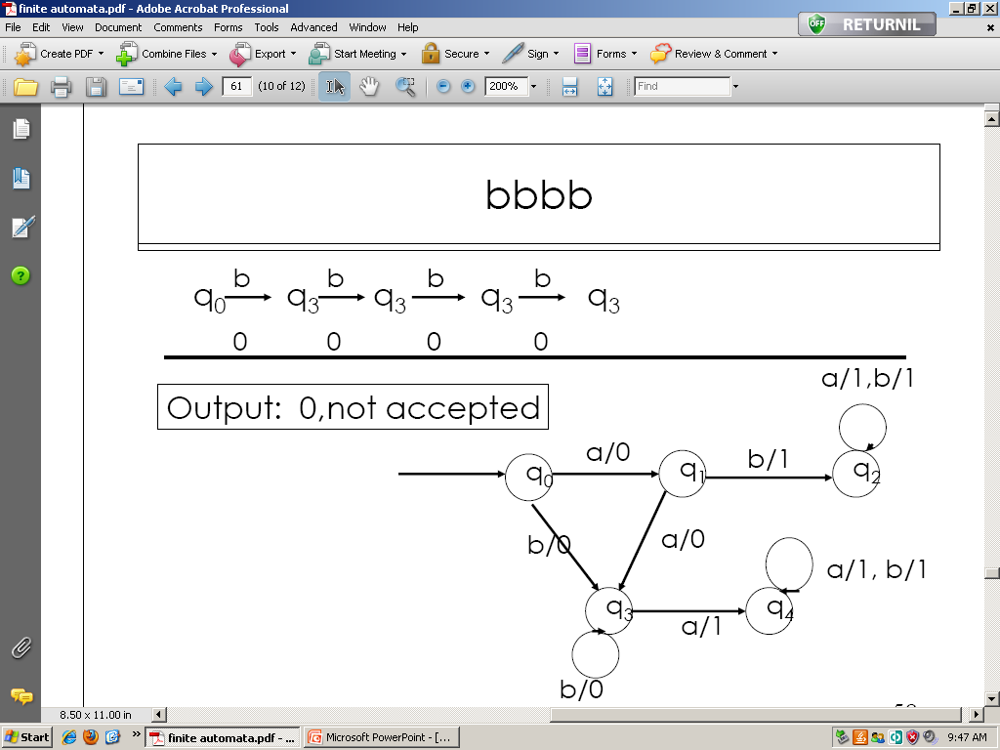 finite automata.pdf - Adobe Acrobat Professional
File Edit View Document Comments Forms Tools Advanced Window Help
OFF RETURNIL
Create PDF Combine Files Export Start Meeting Secure Sign Forms Review & Comment
61 (10 of 12) 200% Find
bbbb
b b b b
q0 q3 q3 q3 q3
0 0 0 0
a/1,b/1
Output: 0,not accepted
a/0
b/1
q0 q1 q2
b/0 a/0
a/1, b/1
q3 q4
a/1
b/0
8.50 x 11.00 in
Start » finite automata.pdf - ... Microsoft PowerPoint - [... 9:47 AM